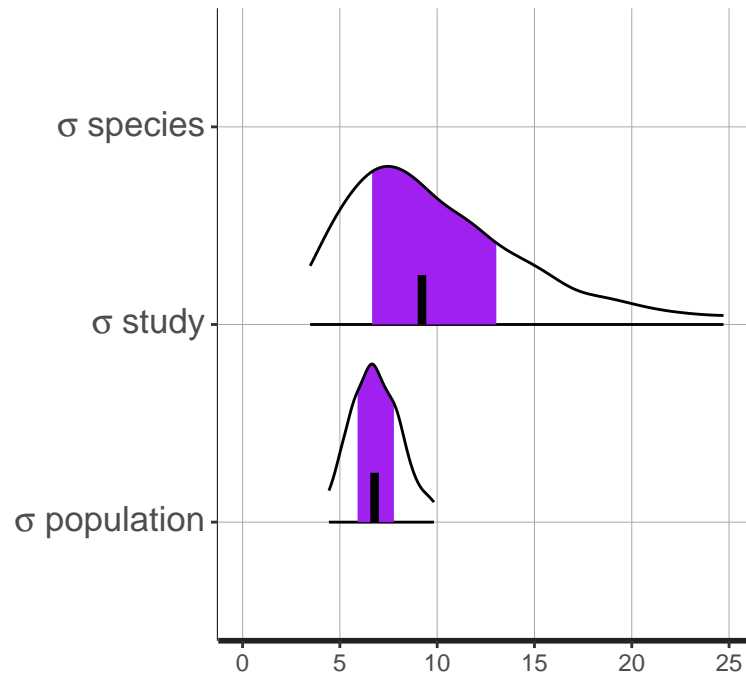 σ species
σ study
σ population
0 5 10 15 20 25